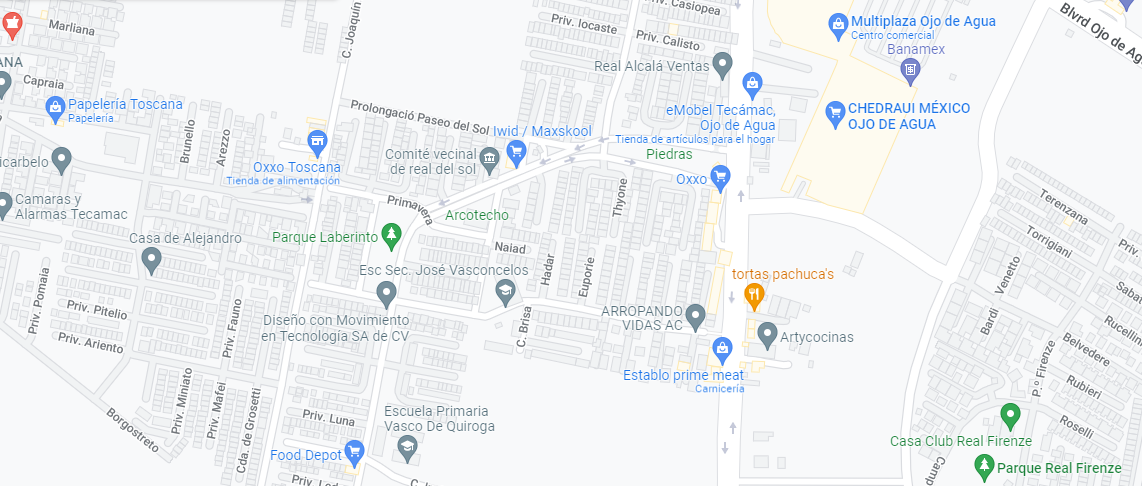 Marliana
ANA
Capraia
Papelería Toscana
Papelería
Brunello
Arezzo
icarbelo
Camaras y
Alarmas Tecamac
Casa de Alejandro
C. Joaquín
Priv. Iocaste
Priv. Casiopea
Priv. Calisto
Real Alcalá Ventas
Prolongació Paseo del Sol
Iwid / Maxskool
Comité vecinal
de real del sol
Oxxo Toscana
Tienda de alimentación
Primavera
Arcotecho
Parque Laberinto
Naiad
Esc Sec. José Vasconcelos
Hadar
Euporie
Thyone
eMobel Tecámac,
Ojo de Agua
Tienda de artículos para el hogar
Piedras
Oxxo
Multiplaza Ojo de Agua
Centro comercial
Banamex
CHEDRAUI MÉXICO
OJO DE AGUA
Blvrd Ojo de Ag
Terenzana
Torrigiani
Venetto
Bardi
Sabat
Rucellin
Belvedere
P.º Firenze
Rubieri
Roselli
Casa Club Real Firenze
Parque Real Firenze
Camp
tortas pachuca's
Artycocinas
ARROPANDO
VIDAS AC
Establo prime meat
Carnicería
C. Brisa
Diseño con Movimiento
en Tecnología SA de CV
Priv. Pomaia
Priv. Pitelio
Priv. Fauno
Priv. Ariento
Priv. Miniato
Priv. Mafei
Cda. de Grosetti
Borgostreto
Priv. Luna
Escuela Primaria
Vasco De Quiroga
Food Depot